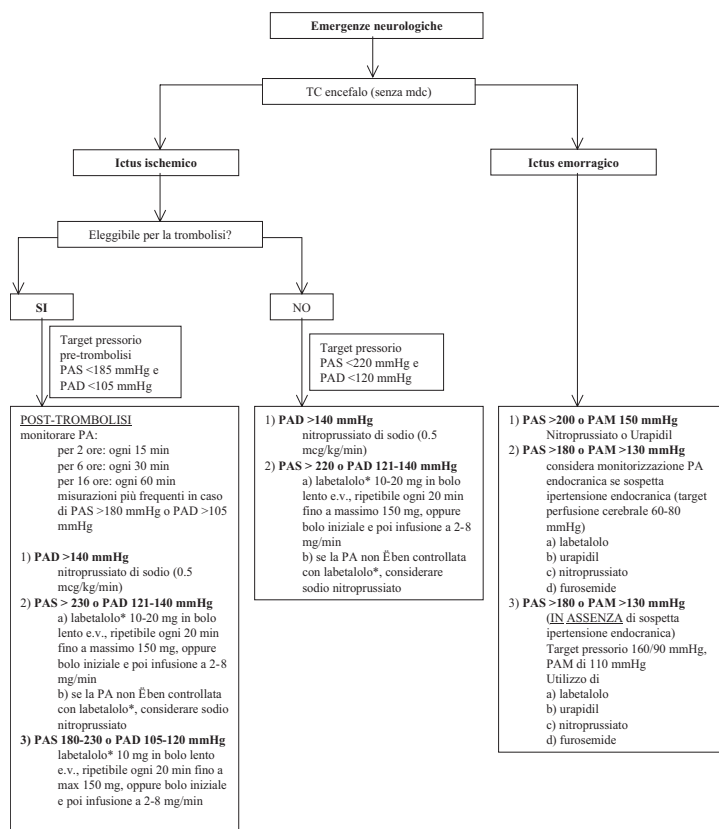 Emergenze neurologiche
TC encefalo (senza mdc)
Ictus ischemico
Ictus emorragico
Eleggibile per la trombolisi?
SI
NO
Target pressorio
pre-trombolisi
PAS <185 mmHg e
PAD <105 mmHg
Target pressorio
PAS <220 mmHg e
PAD <120 mmHg
POST-TROMBOLISI
monitorare PA:
per 2 ore: ogni 15 min
per 6 ore: ogni 30 min
per 16 ore: ogni 60 min
misurazioni più frequenti in caso
di PAS >180 mmHg o PAD >105
mmHg
1) PAD >140 mmHg
nitroprussiato di sodio (0.5
mcg/kg/min)
2) PAS > 230 o PAD 121-140 mmHg
a) labetalolo* 10-20 mg in bolo
lento e.v., ripetibile ogni 20 min
fino a massimo 150 mg, oppure
bolo iniziale e poi infusione a 2-8
mg/min
b) se la PA non Ëben controllata
con labetalolo*, considerare sodio
nitroprussiato
3) PAS 180-230 o PAD 105-120 mmHg
labetalolo* 10 mg in bolo lento
e.v., ripetibile ogni 20 min fino a
max 150 mg, oppure bolo iniziale
e poi infusione a 2-8 mg/min
1) PAD >140 mmHg
nitroprussiato di sodio (0.5
mcg/kg/min)
2) PAS > 220 o PAD 121-140 mmHg
a) labetalolo* 10-20 mg in bolo
lento e.v., ripetibile ogni 20 min
fino a massimo 150 mg, oppure
bolo iniziale e poi infusione a 2-8
mg/min
b) se la PA non Ëben controllata
con labetalolo*, considerare
sodio nitroprussiato
1) PAS >200 o PAM 150 mmHg
Nitroprussiato o Urapidil
2) PAS >180 o PAM >130 mmHg
considera monitorizzazione PA
endocranica se sospetta
ipertensione endocranica (target
perfusione cerebrale 60-80
mmHg)
a) labetalolo
b) urapidil
c) nitroprussiato
d) furosemide
3) PAS >180 o PAM >130 mmHg
(IN ASSENZA di sospetta
ipertensione endocranica)
Target pressorio 160/90 mmHg,
PAM di 110 mmHg
Utilizzo di
a) labetalolo
b) urapidil
c) nitroprussiato
d) furosemide